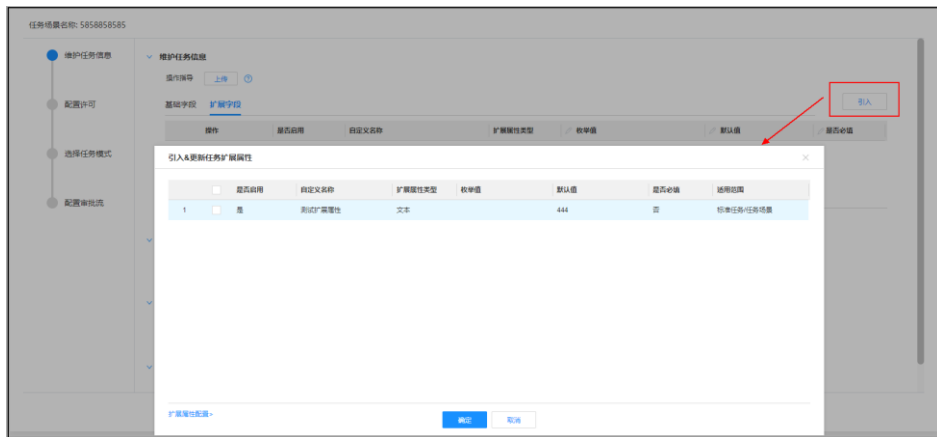 任务场景名称: 5858858585
维护任务信息
配置许可
选择任务模式
配置审批流
维护任务信息
操作指导 上传
基础字段 扩展字段
引入
操作 是否启用 自定义名称 扩展属性类型 枚举值 默认值 是否必填
引入&更新任务扩展属性
是否启用 自定义名称 扩展属性类型 枚举值 默认值 是否必填 适用范围
1 是 测试扩展属性 文本 444 否 标准任务/任务场景
扩展属性配置>
确定 取消